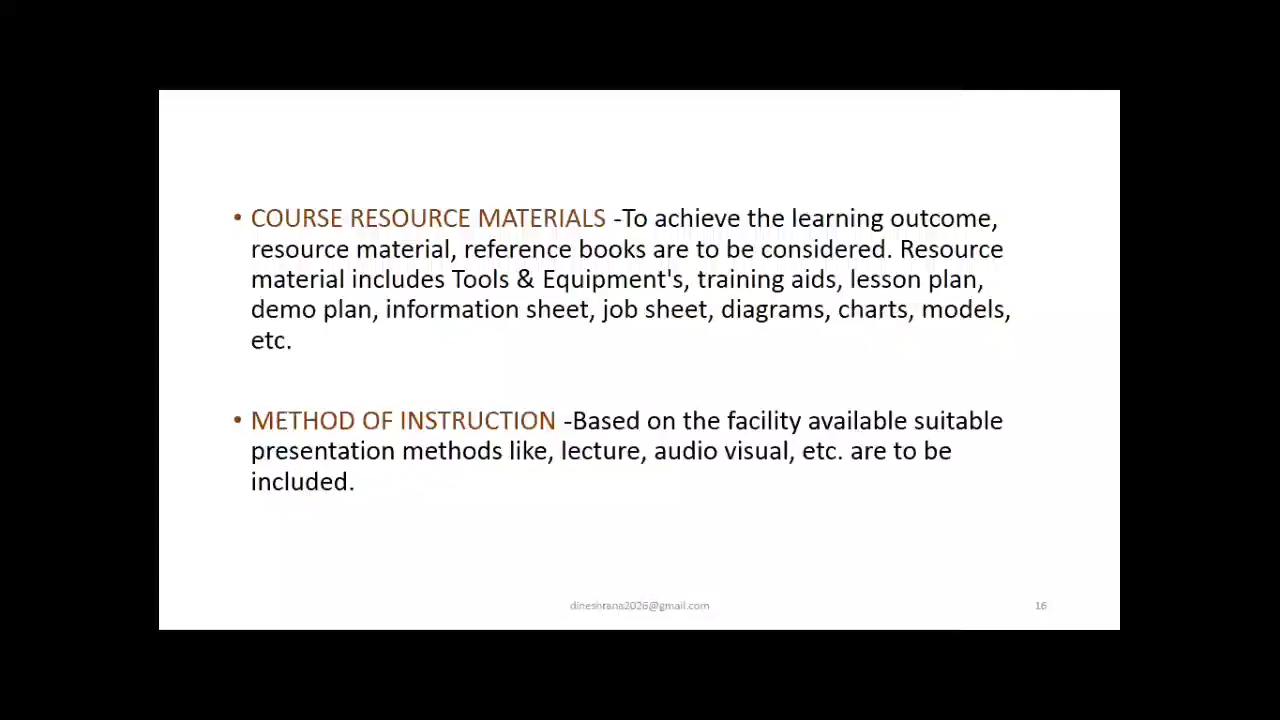 • COURSE RESOURCE MATERIALS -To achieve the learning outcome,
resource material, reference books are to be considered. Resource
material includes Tools & Equipment's, training aids, lesson plan,
demo plan, information sheet, job sheet, diagrams, charts, models,
etc.
• METHOD OF INSTRUCTION -Based on the facility available suitable
presentation methods like, lecture, audio visual, etc. are to be
included.
dineshrana2026@gmail.com
16